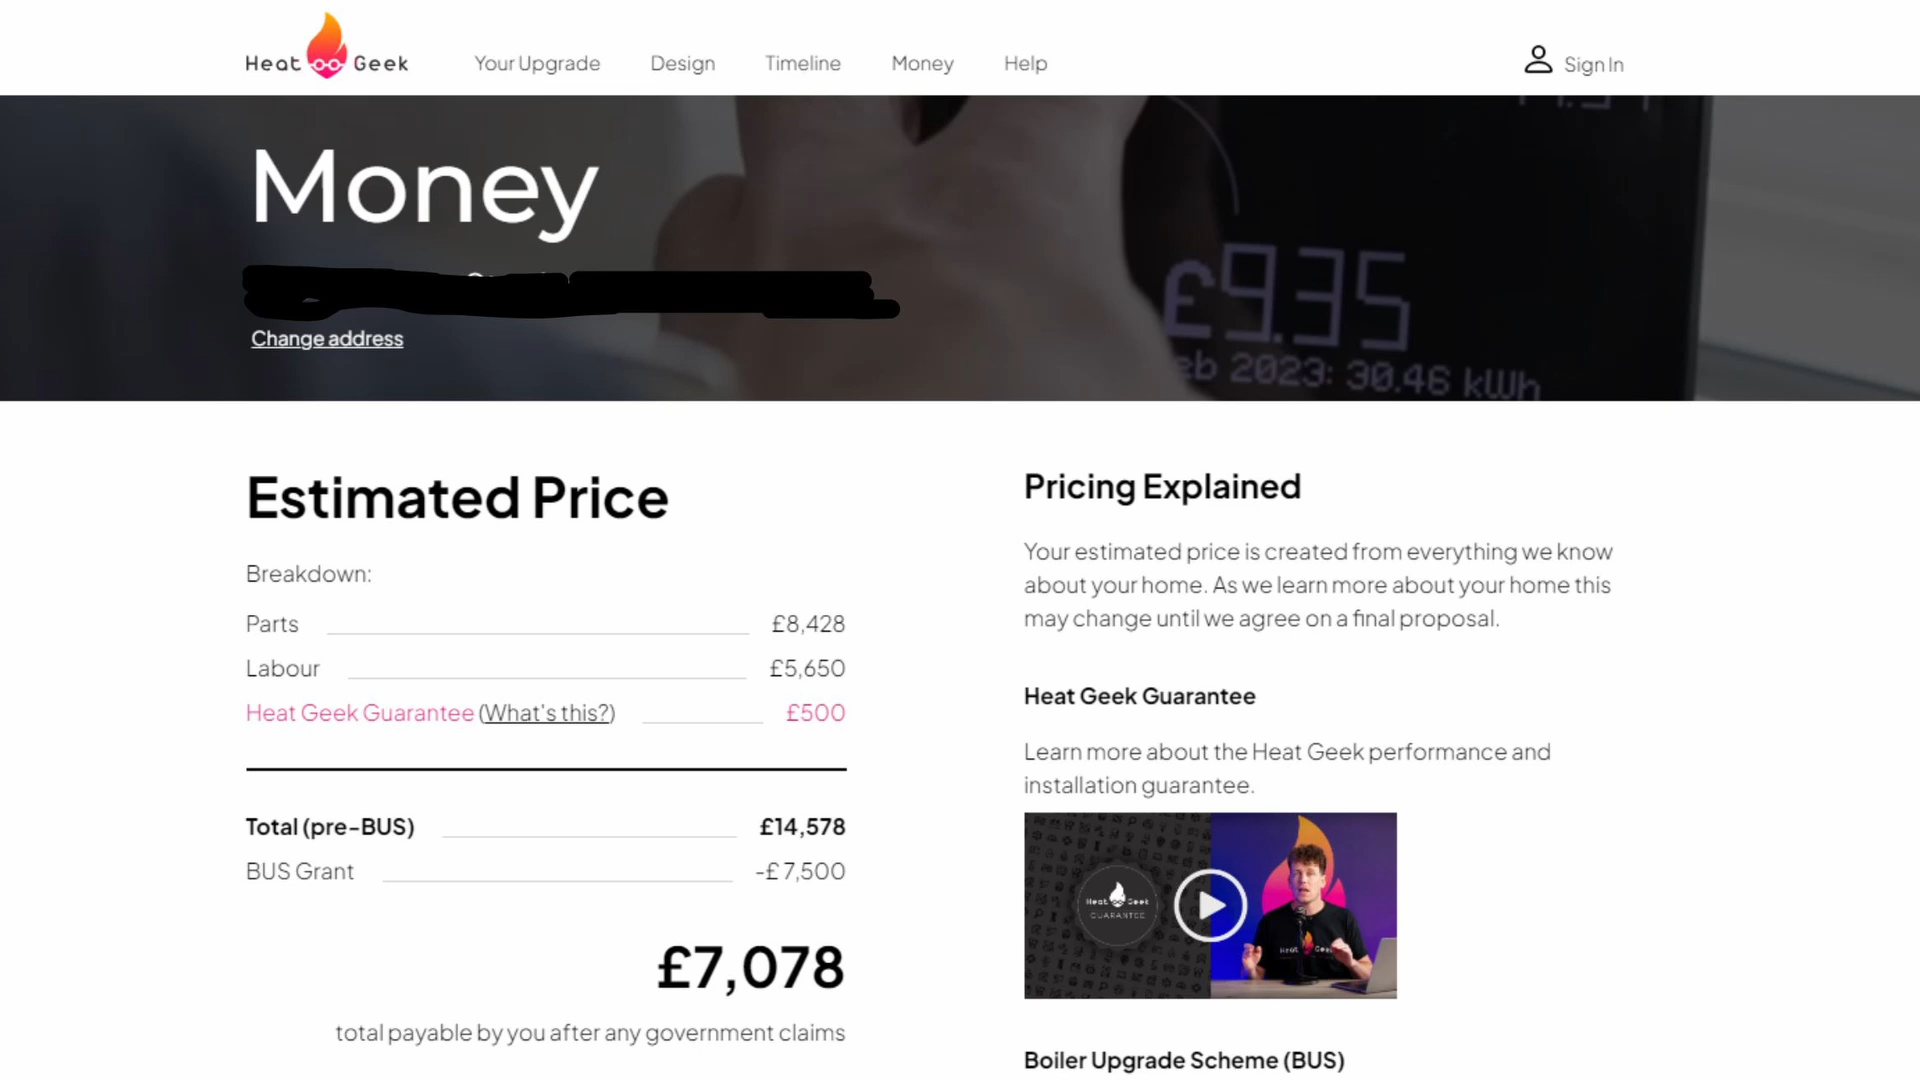 Heat Geek
Your Upgrade
Design
Timeline
Money
Help
Sign In
Money
Change address
£9.35
eb 2023: 30.46 kWh
Estimated Price
Breakdown:
Parts £8,428
Labour £5,650
Heat Geek Guarantee (What's this?) £500
Total (pre-BUS) £14,578
BUS Grant -£7,500
£7,078
total payable by you after any government claims
Pricing Explained
Your estimated price is created from everything we know
about your home. As we learn more about your home this
may change until we agree on a final proposal.
Heat Geek Guarantee
Learn more about the Heat Geek performance and
installation guarantee.
Heat Geek
GUARANTEE
Heat Geek
Boiler Upgrade Scheme (BUS)